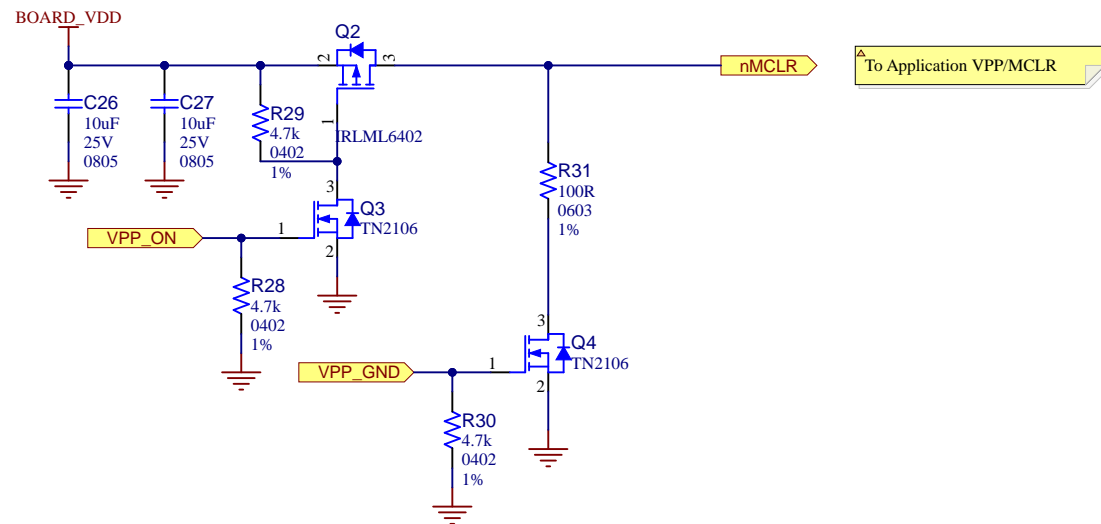 BOARD_VDD
Q2
2
3
nMCLR
To Application VPP/MCLR
C26
10uF
25V
0805
C27
10uF
25V
0805
R29
4.7k
0402
1%
1
IRLML6402
R31
100R
0603
1%
3
Q3
TN2106
VPP_ON
1
2
R28
4.7k
0402
1%
3
Q4
TN2106
VPP_GND
1
2
R30
4.7k
0402
1%